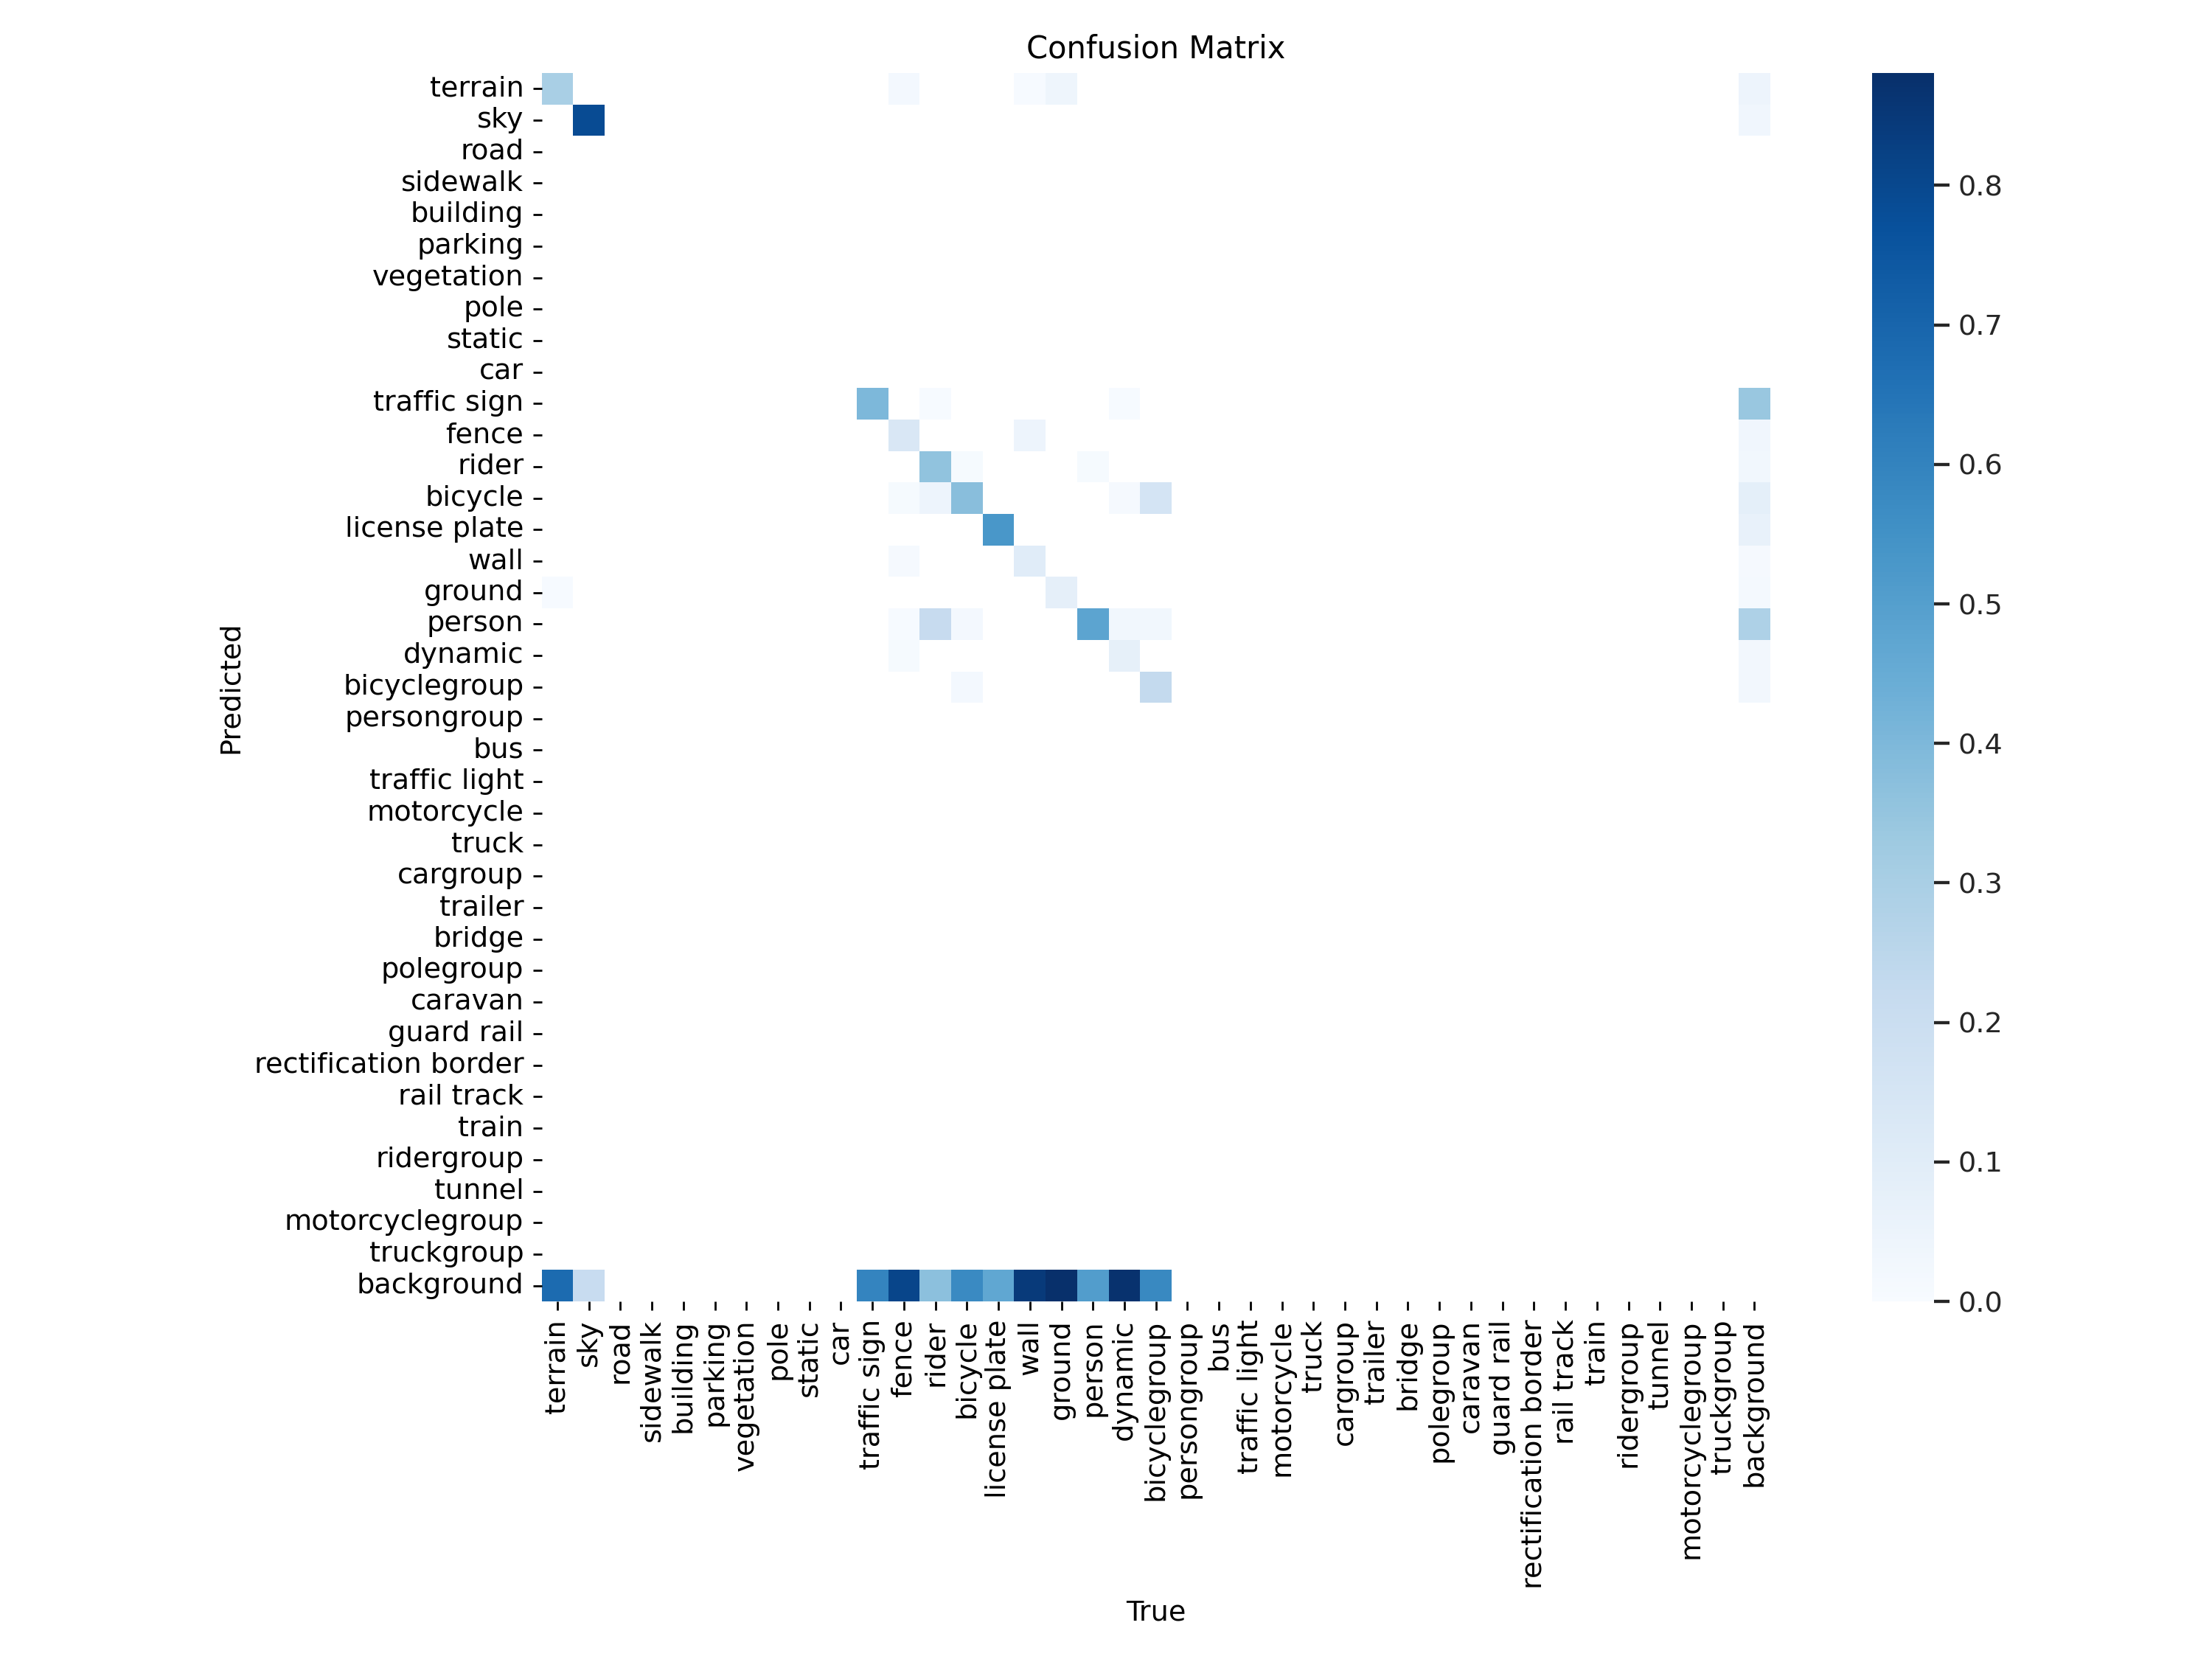 Confusion Matrix
terrain
sky
road
sidewalk
building
parking
vegetation
pole
static
car
traffic sign
fence
rider
bicycle
license plate
wall
ground
person
dynamic
bicyclegroup
persongroup
bus
traffic light
motorcycle
truck
cargroup
trailer
bridge
polegroup
caravan
guard rail
rectification border
rail track
train
ridergroup
tunnel
motorcyclegroup
truckgroup
background
Predicted
terrain
sky
road
sidewalk
building
parking
vegetation
pole
static
car
traffic sign
fence
rider
bicycle
license plate
wall
ground
person
dynamic
bicyclegroup
persongroup
bus
traffic light
motorcycle
truck
cargroup
trailer
bridge
polegroup
caravan
guard rail
rectification border
rail track
train
ridergroup
tunnel
motorcyclegroup
truckgroup
background
True
0.8
0.7
0.6
0.5
0.4
0.3
0.2
0.1
0.0